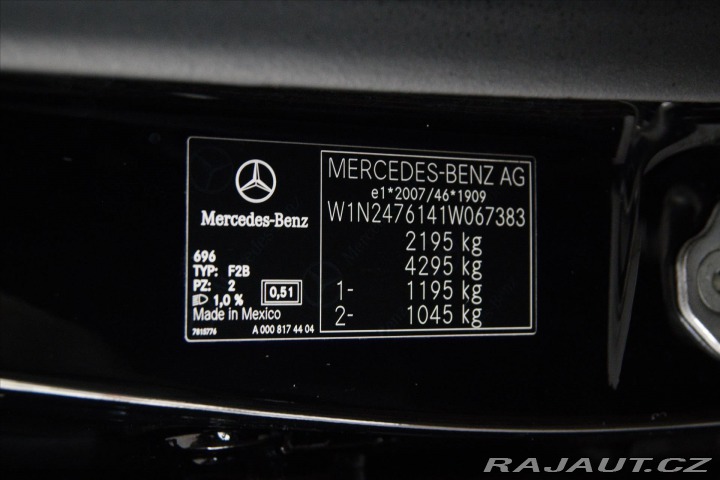 Mercedes-Benz
696
TYP: F2B
PZ: 2
1,0 %
0,51
Made in Mexico
7815776
A 000 817 44 04
MERCEDES-BENZ AG
e1*2007/46*1909
W1N2476141W067383
2195 kg
4295 kg
1- 1195 kg
2- 1045 kg
RAJAUT.CZ